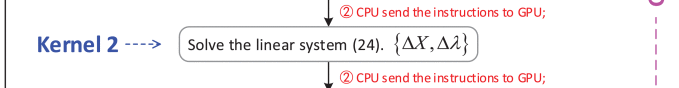 ② CPU send the instructions to GPU;
Kernel 2 Solve the linear system (24). {ΔX, Δλ}
② CPU send the instructions to GPU;